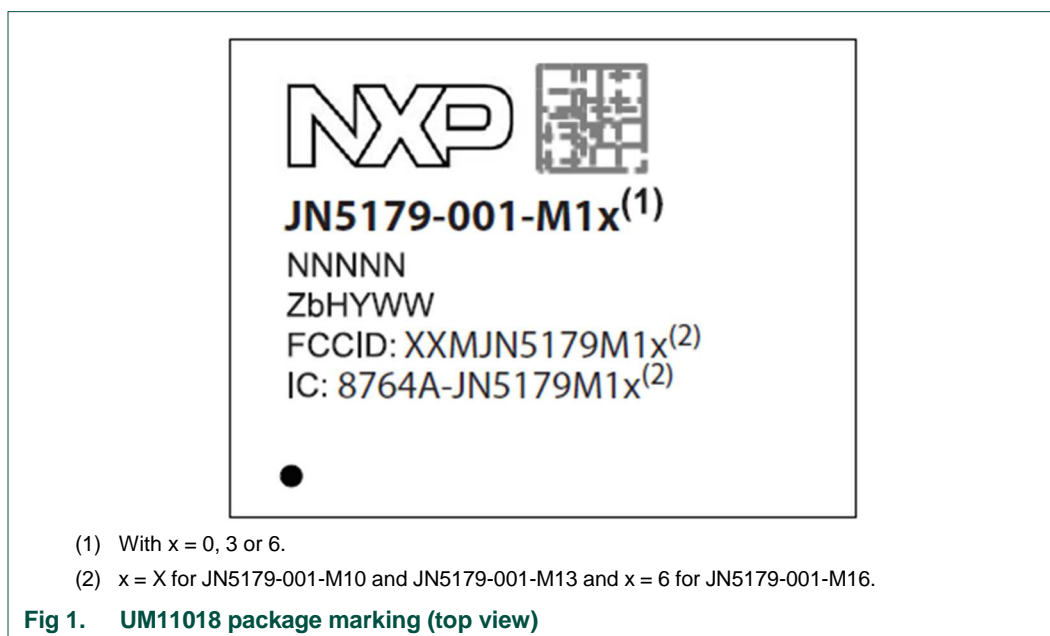 NXP
JN5179-001-M1x(1)
NNNNN
ZbHYWW
FCCID: XXMJN5179M1x(2)
IC: 8764A-JN5179M1x(2)
(1) With x = 0, 3 or 6.
(2) x = X for JN5179-001-M10 and JN5179-001-M13 and x = 6 for JN5179-001-M16.
Fig 1. UM11018 package marking (top view)